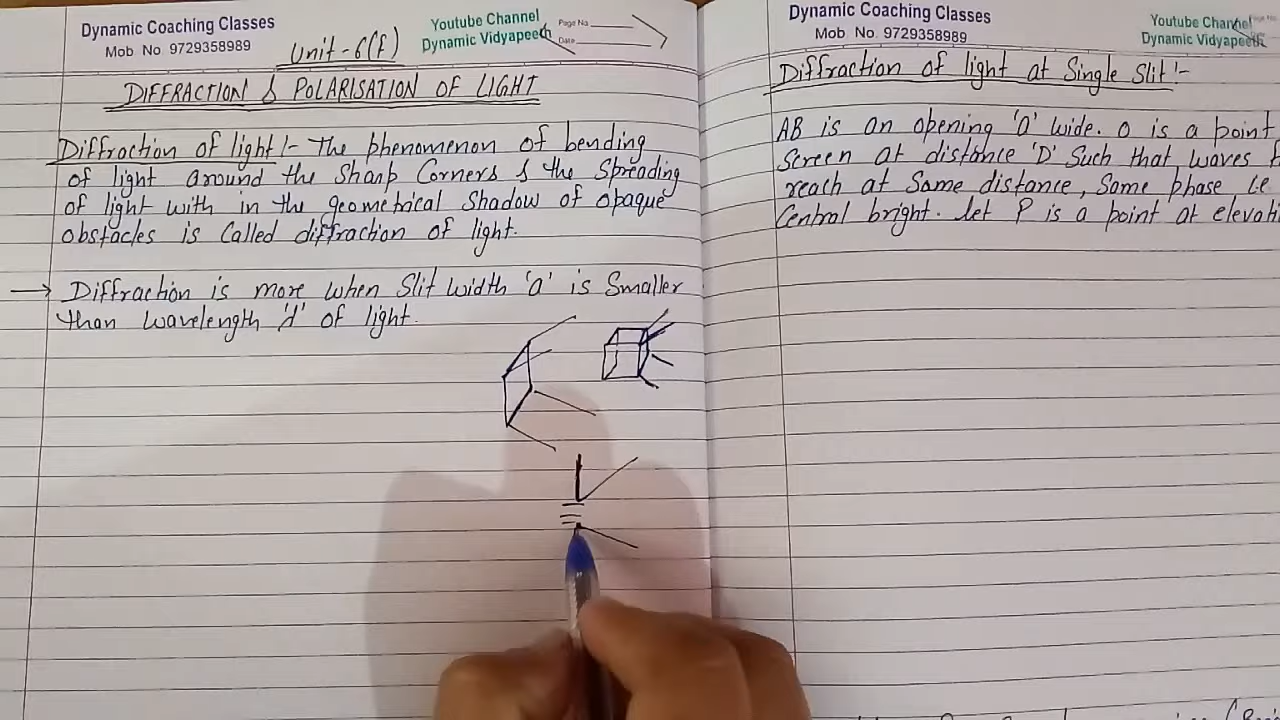 Dynamic Coaching Classes
Mob No. 9729358989
Youtube Channel
Dynamic Vidyapeeth
Page No
Date
Unit-6(f)
DIFFRACTION & POLARISATION OF LIGHT
Diffraction of light :- The phenomenon of bending
of light around the Sharp Corners & the Spreading
of light with in the geometrical Shadow of opaque
obstacles is Called diffraction of light.
→ Diffraction is more when Slit width 'a' is Smaller
than wavelength 'λ' of light.
Dynamic Coaching Classes
Mob No. 9729358989
Youtube Channel
Dynamic Vidyapeeth
Diffraction of light at Single Slit :-
AB is an opening 'a' wide. O is a point
Screen at distance 'D' Such that waves
reach at Same distance, Same phase i.e
Central bright. let P is a point at